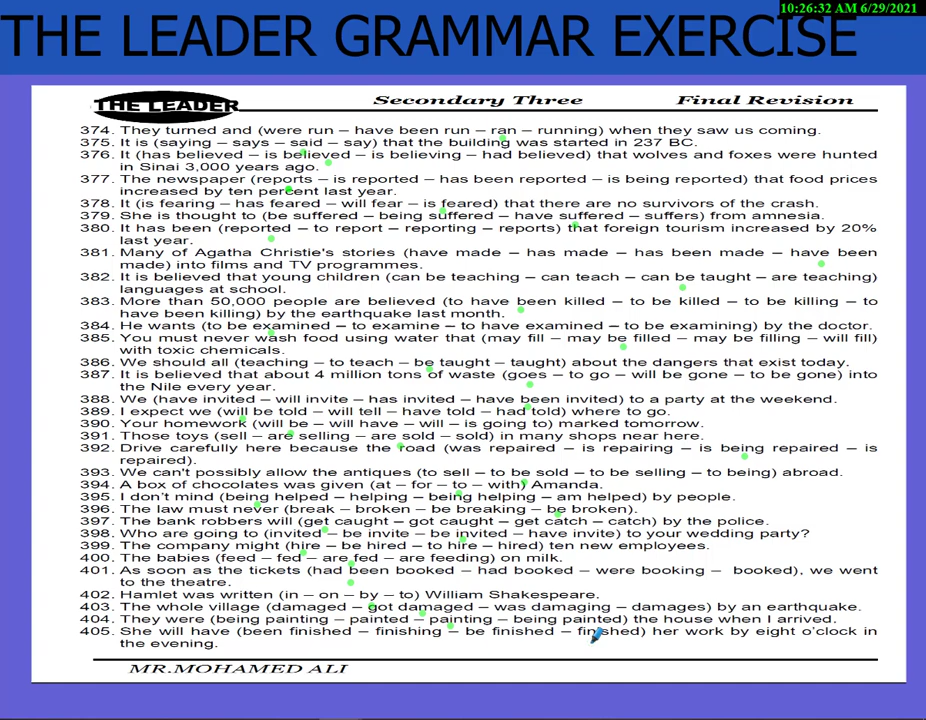 10:26:32 AM 6/29/2021
THE LEADER GRAMMAR EXERCISE
THE LEADER Secondary Three Final Revision
374. They turned and (were run – have been run – ran – running) when they saw us coming.
375. It is (saying – says – said – say) that the building was started in 237 BC.
376. It (has believed – is believed – is believing – had believed) that wolves and foxes were hunted
in Sinai 3,000 years ago.
377. The newspaper (reports – is reported – has been reported – is being reported) that food prices
increased by ten percent last year.
378. It (is fearing – has feared – will fear – is feared) that there are no survivors of the crash.
379. She is thought to (be suffered – being suffered – have suffered – suffers) from amnesia.
380. It has been (reported – to report – reporting – reports) that foreign tourism increased by 20%
last year.
381. Many of Agatha Christie's stories (have made – has made – has been made – have been
made) into films and TV programmes.
382. It is believed that young children (can be teaching – can teach – can be taught – are teaching)
languages at school.
383. More than 50,000 people are believed (to have been killed – to be killed – to be killing – to
have been killing) by the earthquake last month.
384. He wants (to be examined – to examine – to have examined – to be examining) by the doctor.
385. You must never wash food using water that (may fill – may be filled – may be filling – will fill)
with toxic chemicals.
386. We should all (teaching – to teach – be taught – taught) about the dangers that exist today.
387. It is believed that about 4 million tons of waste (goes – to go – will be gone – to be gone) into
the Nile every year.
388. We (have invited – will invite – has invited – have been invited) to a party at the weekend.
389. I expect we (will be told – will tell – have told – had told) where to go.
390. Your homework (will be – will have – will – is going to) marked tomorrow.
391. Those toys (sell – are selling – are sold – sold) in many shops near here.
392. Drive carefully here because the road (was repaired – is repairing – is being repaired – is
repaired).
393. We can't possibly allow the antiques (to sell – to be sold – to be selling – to being) abroad.
394. A box of chocolates was given (at – for – to – with) Amanda.
395. I don't mind (being helped – helping – being helping – am helped) by people.
396. The law must never (break – broken – be breaking – be broken).
397. The bank robbers will (get caught – got caught – get catch – catch) by the police.
398. Who are going to (invited – be invite – be invited – have invite) to your wedding party?
399. The company might (hire – be hired – to hire – hired) ten new employees.
400. The babies (feed – fed – are fed – are feeding) on milk.
401. As soon as the tickets (had been booked – had booked – were booking – booked), we went
to the theatre.
402. Hamlet was written (in – on – by – to) William Shakespeare.
403. The whole village (damaged – got damaged – was damaging – damages) by an earthquake.
404. They were (being painting – painted – painting – being painted) the house when I arrived.
405. She will have (been finished – finishing – be finished – finished) her work by eight o'clock in
the evening.
MR.MOHAMED ALI